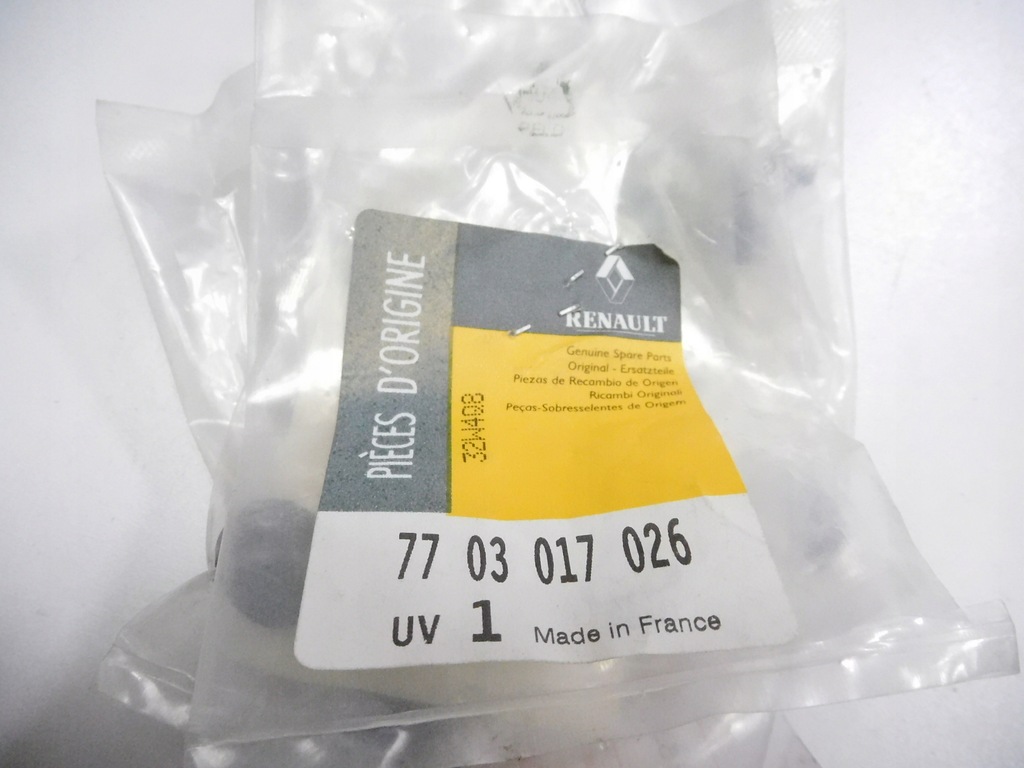 PIÈCES D'ORIGINE
RENAULT
Genuine Spare Parts
Original - Ersatzteile
Piezas de Recambio de Origen
Ricambi Originali
Peças-Sobresselentes de Origem
32W4Q8
77 03 017 026
UV 1 Made in France